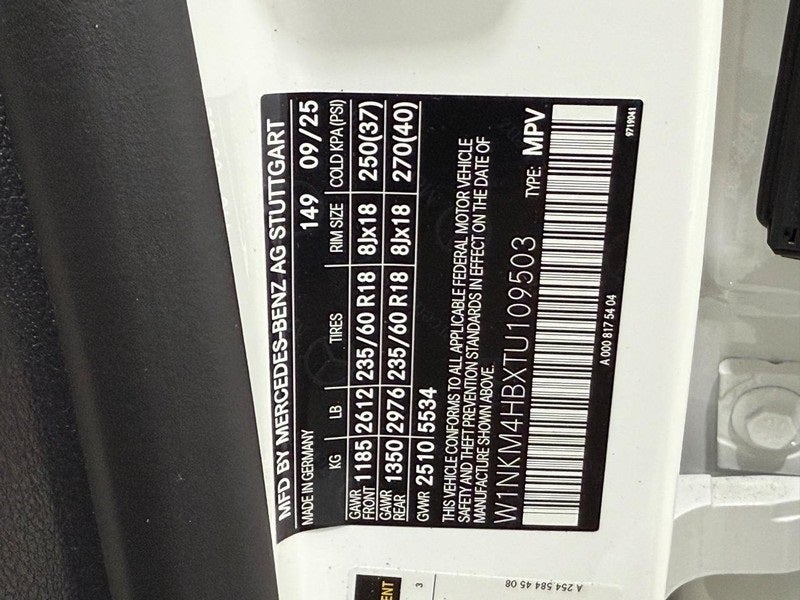 MFD BY MERCEDES-BENZ AG STUTTGART
MADE IN GERMANY 149 09/25
KG LB TIRES RIM SIZE COLD KPA(PSI)
GAWR FRONT 1185 2612 235/60 R18 8Jx18 250(37)
GAWR REAR 1350 2976 235/60 R18 8Jx18 270(40)
GVWR 2510 5534
THIS VEHICLE CONFORMS TO ALL APPLICABLE FEDERAL MOTOR VEHICLE
SAFETY AND THEFT PREVENTION STANDARDS IN EFFECT ON THE DATE OF
MANUFACTURE SHOWN ABOVE.
W1NKM4HBXTU109503 TYPE: MPV
A 000 817 54 04
9719041
3
A 254 584 45 08